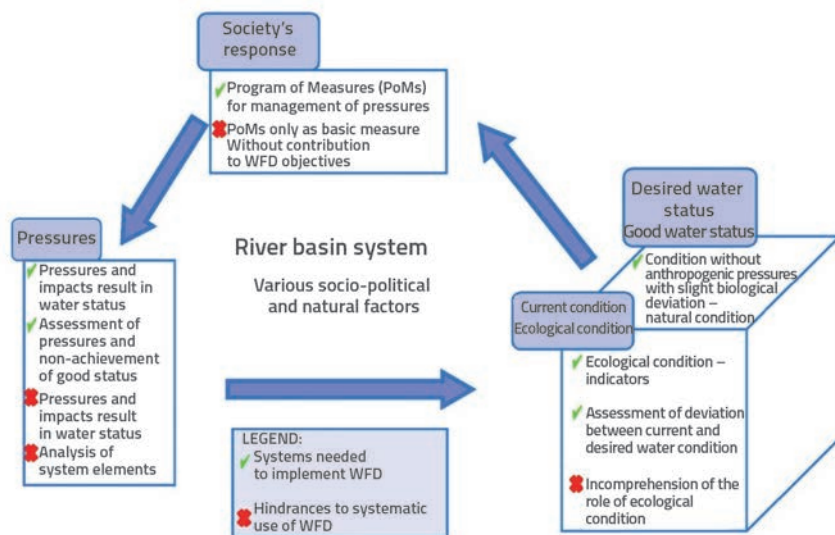 Society's
response
Program of Measures (PoMs)
for management of pressures
PoMs only as basic measure
Without contribution
to WFD objectives
Pressures
Pressures and
impacts result in
water status
Assessment of
pressures and
non-achievement
of good status
Pressures and
impacts result
in water status
Analysis of
system elements
River basin system
Various socio-political
and natural factors
Desired water
status
Good water status
Condition without
anthropogenic pressures
with slight biological
deviation –
natural condition
Current condition
Ecological condition
Ecological condition –
indicators
Assessment of deviation
between current and
desired water condition
Incomprehension of the
role of ecological
condition
LEGEND:
Systems needed
to implement WFD
Hindrances to systematic
use of WFD